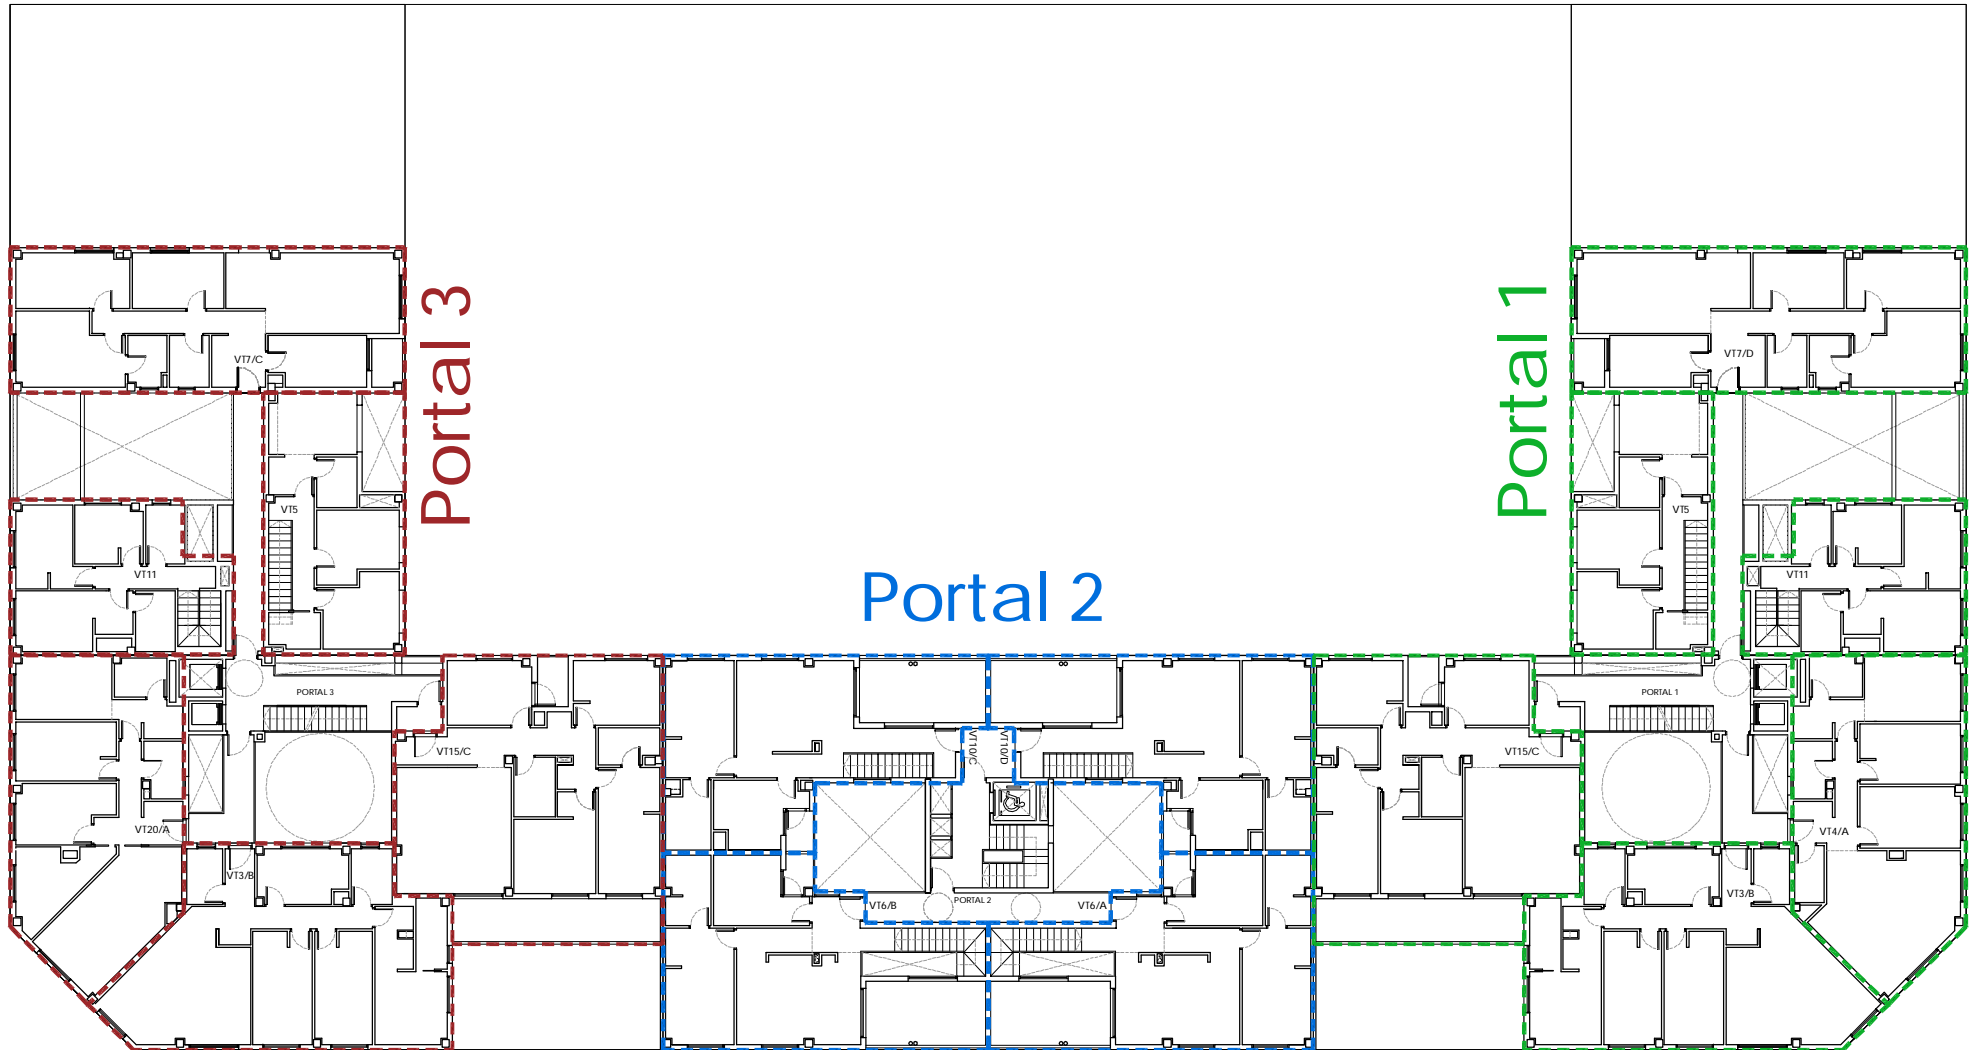 Portal 3
Portal 1
Portal 2
VT7/C
VT7/D
VT5
VT5
VT11
VT11
PORTAL 3
PORTAL 1
VT15/C
VT10/C
VT10/D
VT15/C
VT20/A
VT4/A
VT3/B
VT3/B
VT6/B
PORTAL 2
VT6/A